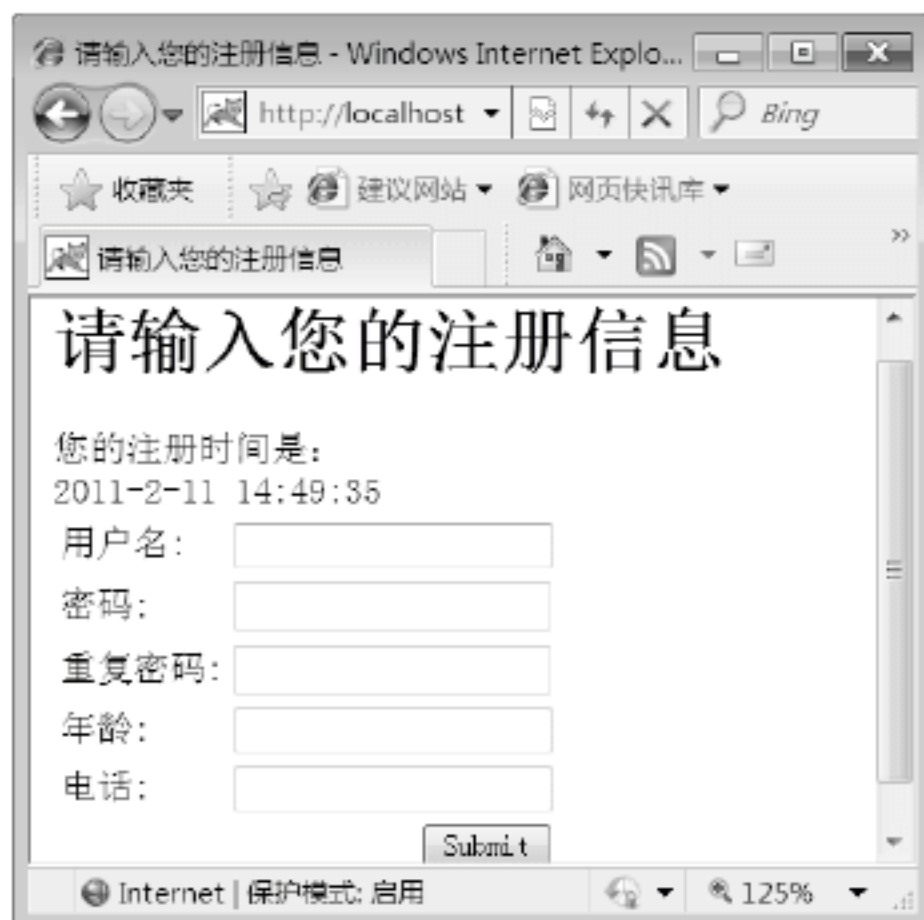 请输入您的注册信息 - Windows Internet Explo...
http://localhost Bing
收藏夹 建议网站 网页快讯库
请输入您的注册信息 »
请输入您的注册信息
您的注册时间是：
2011-2-11 14:49:35
用户名：
密码：
重复密码：
年龄：
电话：
Submit
Internet | 保护模式: 启用 125%